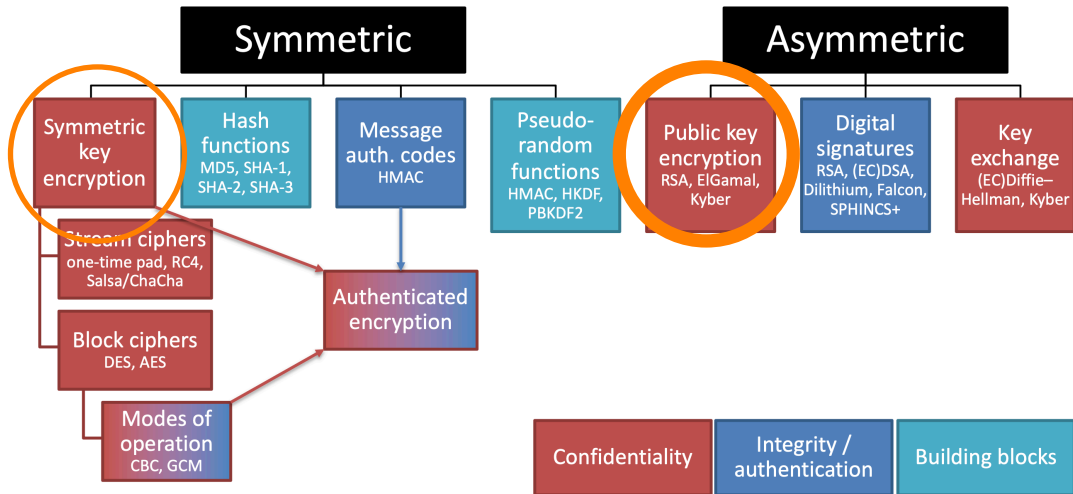 Symmetric
Asymmetric
Symmetric
key
encryption
Hash
functions
MD5, SHA-1,
SHA-2, SHA-3
Message
auth. codes
HMAC
Pseudo-
random
functions
HMAC, HKDF,
PBKDF2
Public key
encryption
RSA, ElGamal,
Kyber
Digital
signatures
RSA, (EC)DSA,
Dilithium, Falcon,
SPHINCS+
Key
exchange
(EC)Diffie–
Hellman, Kyber
Stream ciphers
one-time pad, RC4,
Salsa/ChaCha
Authenticated
encryption
Block ciphers
DES, AES
Modes of
operation
CBC, GCM
Confidentiality
Integrity /
authentication
Building blocks